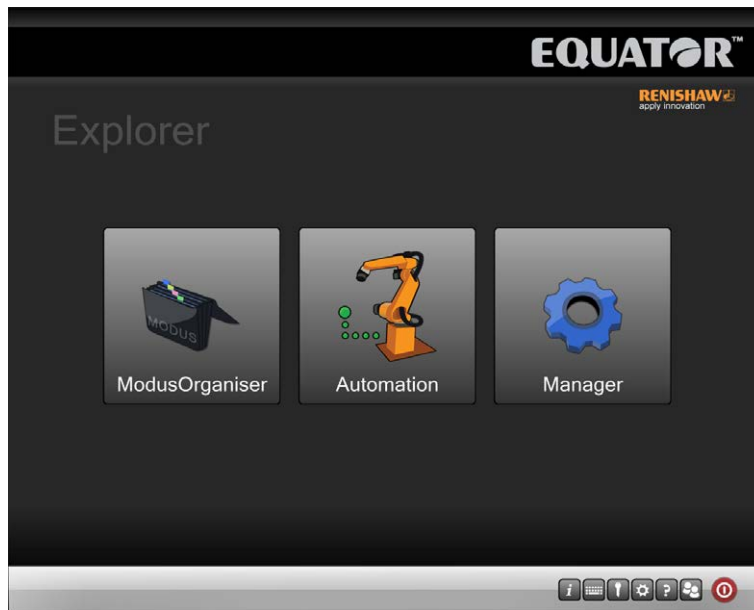 EQUATOR™
RENISHAW
apply innovation
Explorer
MODUS
ModusOrganiser
Automation
Manager
i
?